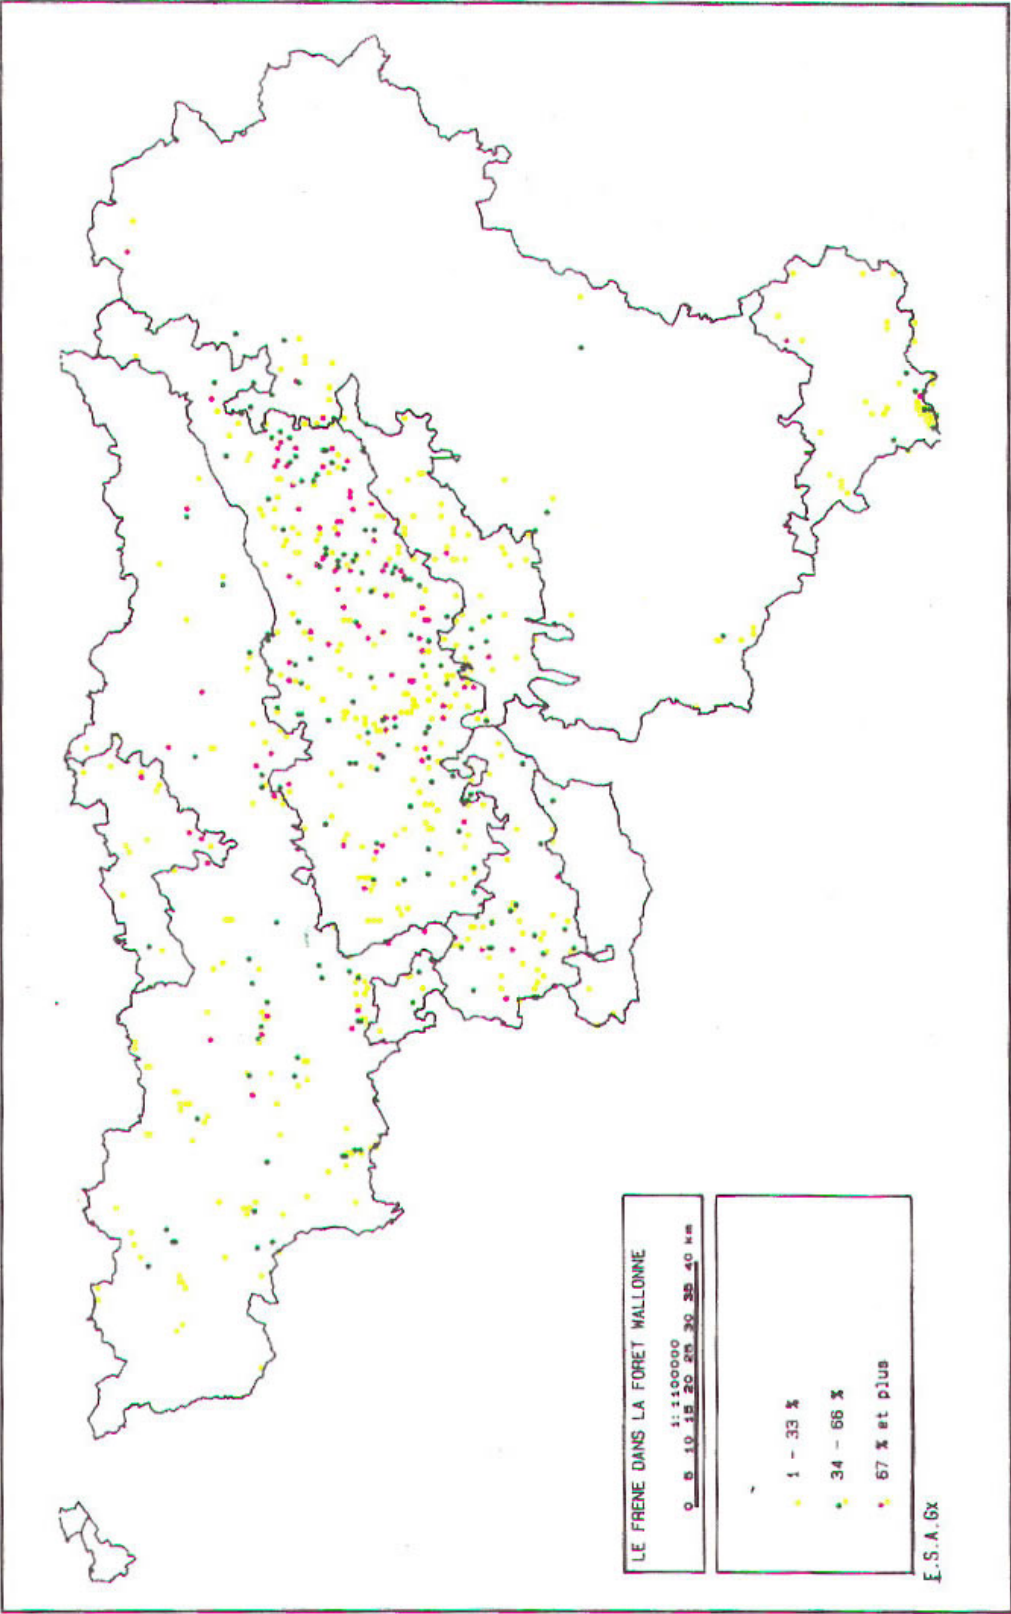 LE FRENE DANS LA FORET WALLONNE
1:1100000
0 5 10 15 20 25 30 35 40 km
1 - 33 %
34 - 66 %
67 % et plus
E.S.A.Gx